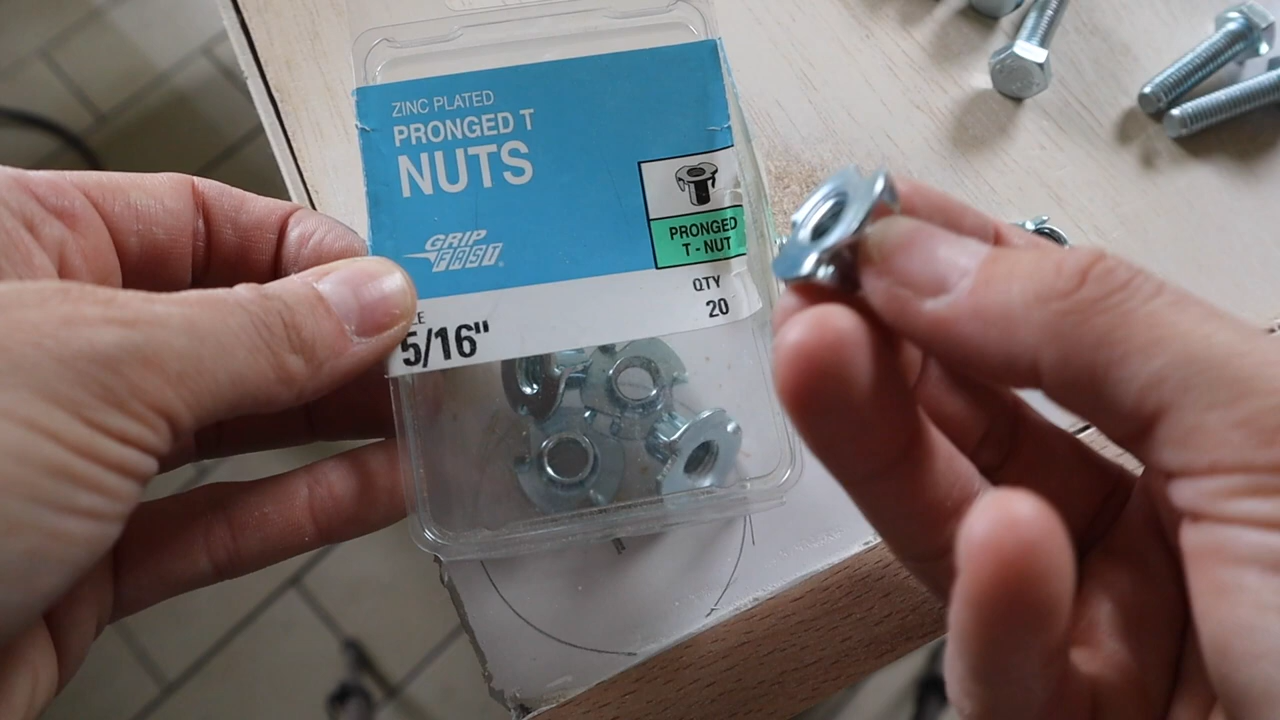 ZINC PLATED
PRONGED T
NUTS
PRONGED
T - NUT
GRIP
FAST
QTY
20
5/16"